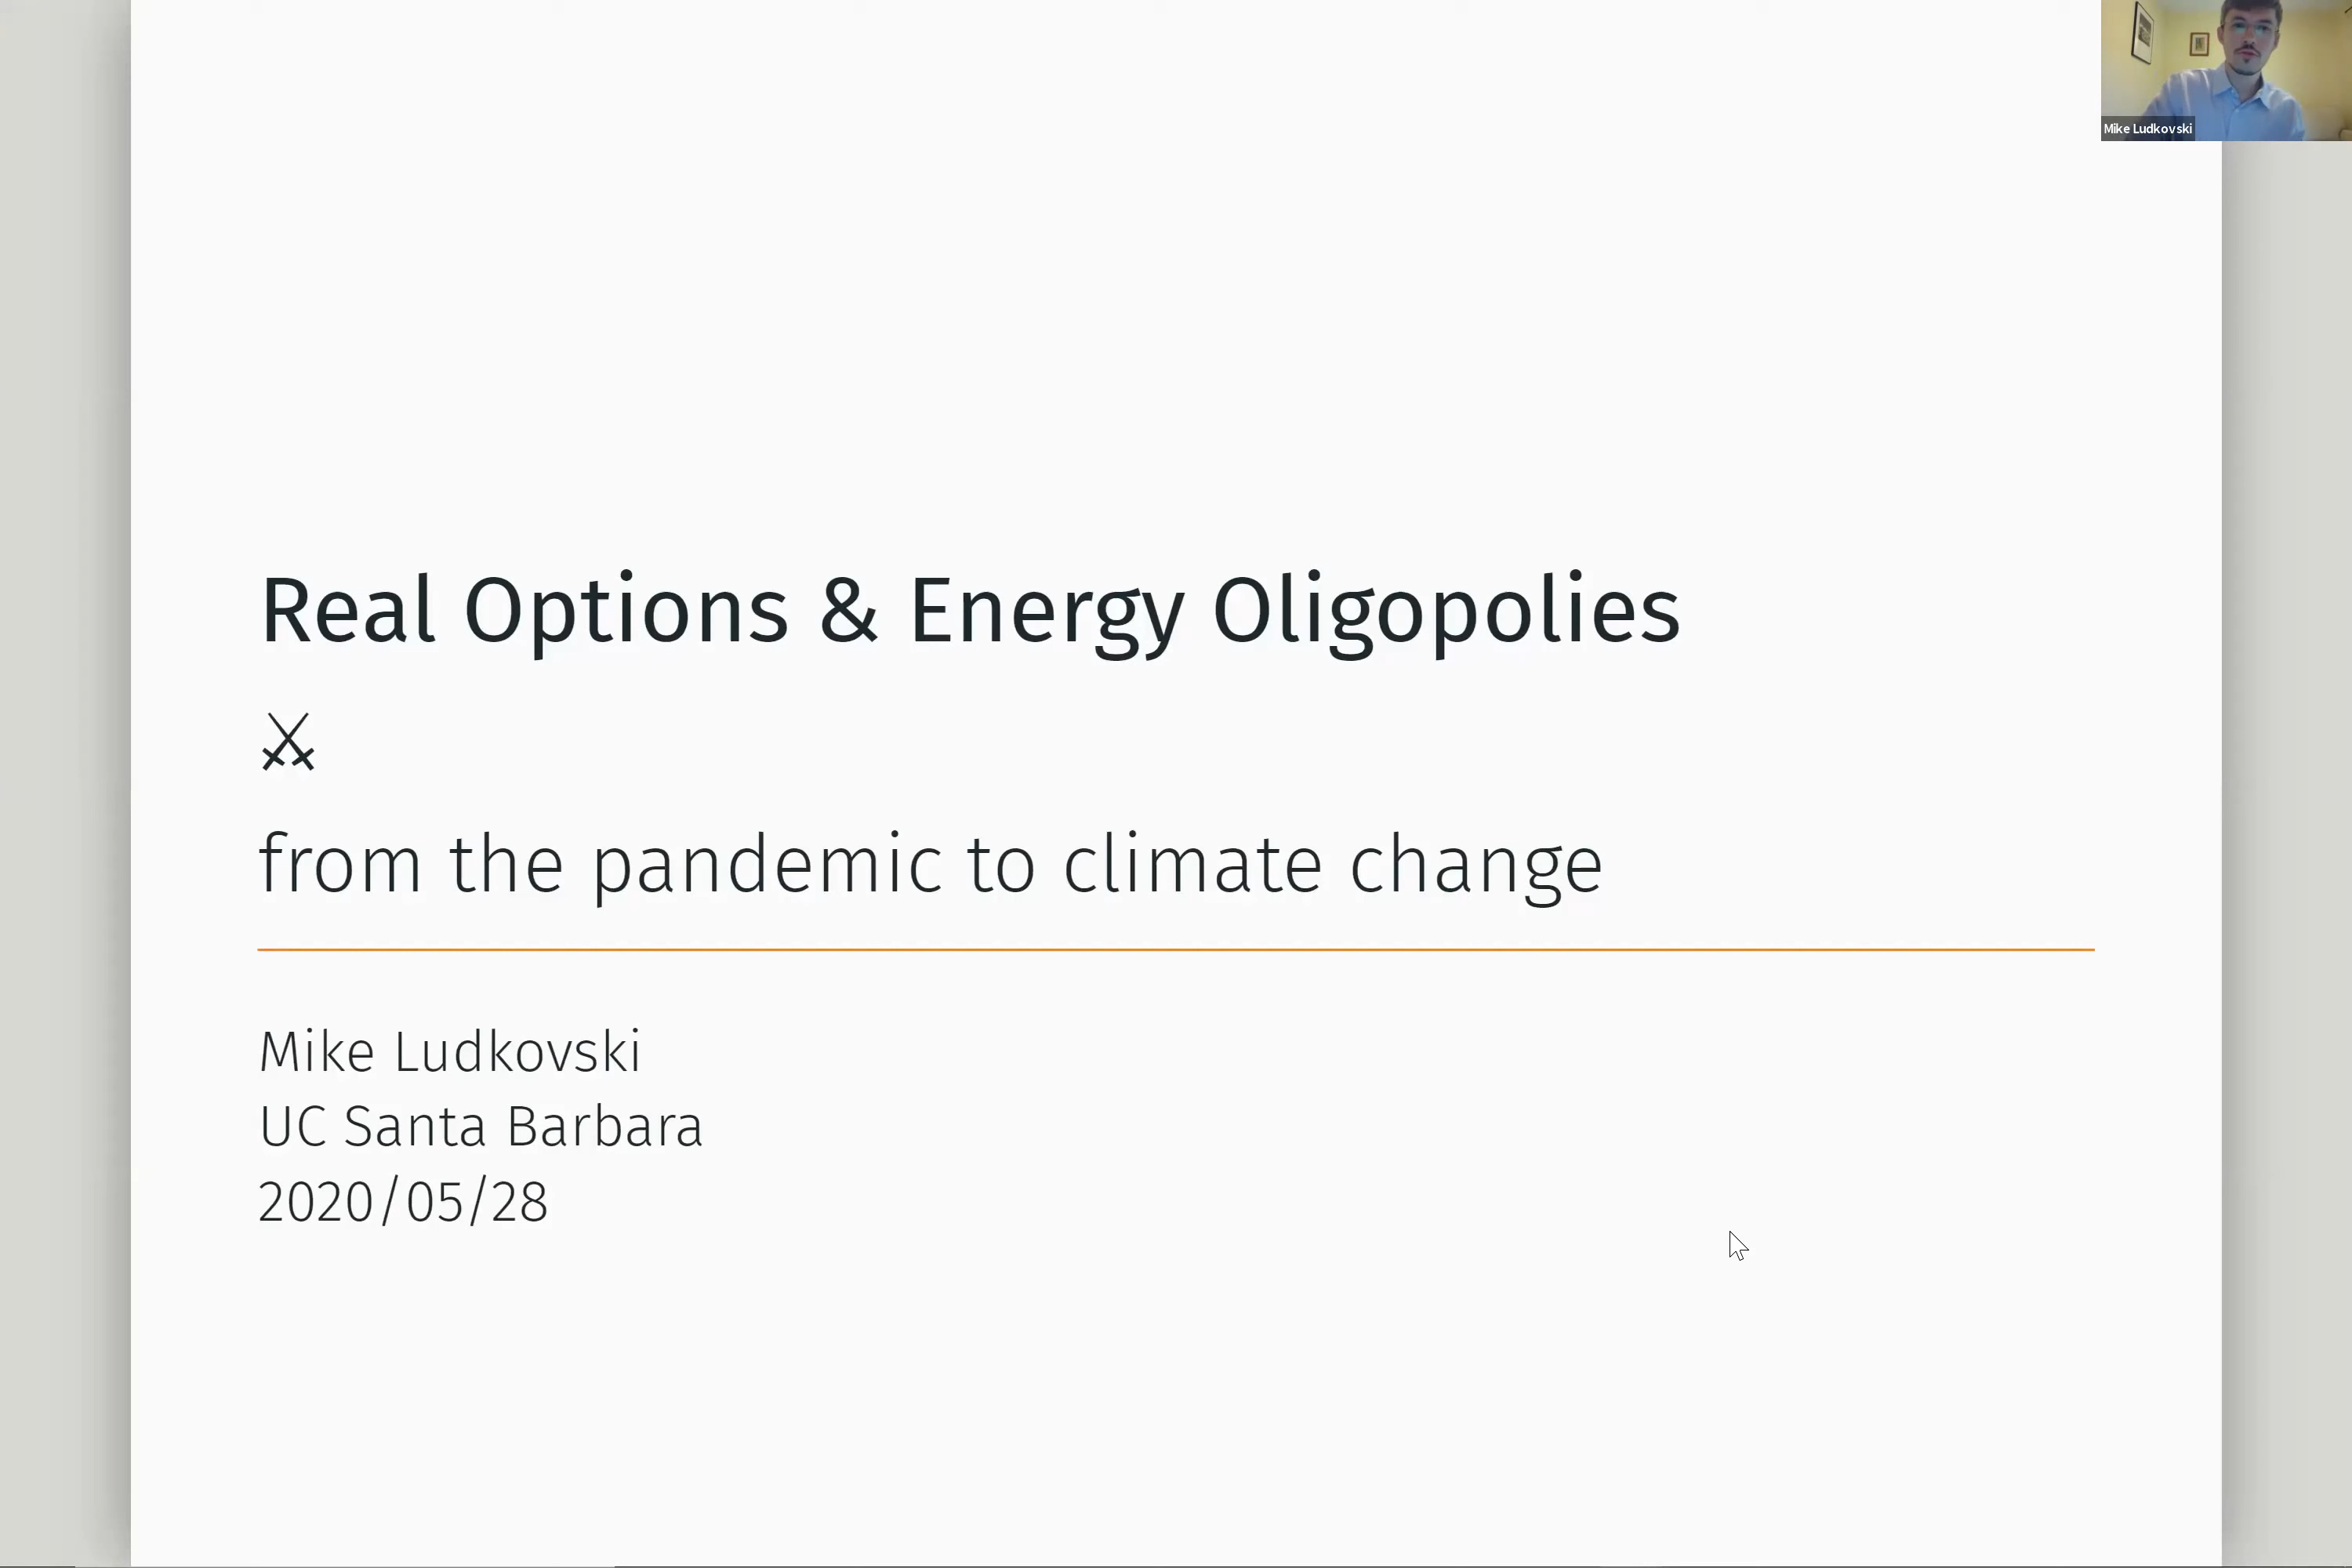 Mike Ludkovski
Real Options & Energy Oligopolies
⚔
from the pandemic to climate change
Mike Ludkovski
UC Santa Barbara
2020/05/28